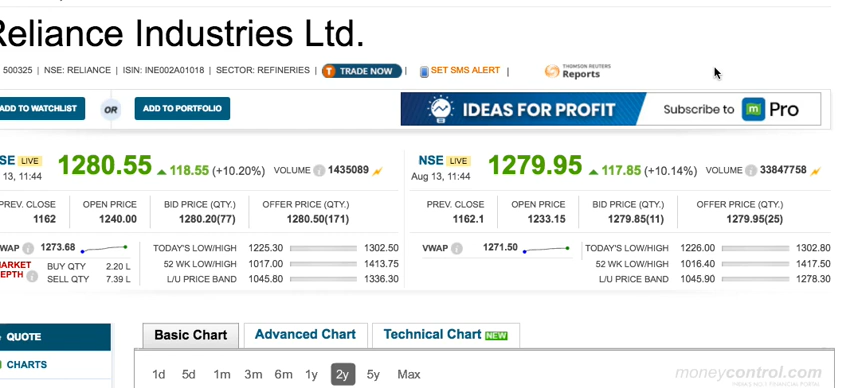 Reliance Industries Ltd.
500325 | NSE: RELIANCE | ISIN: INE002A01018 | SECTOR: REFINERIES | T TRADE NOW | SET SMS ALERT | THOMSON REUTERS Reports
ADD TO WATCHLIST OR ADD TO PORTFOLIO IDEAS FOR PROFIT Subscribe to m Pro
SE LIVE 1280.55 118.55 (+10.20%) VOLUME i 1435089 NSE LIVE 1279.95 117.85 (+10.14%) VOLUME i 33847758
13, 11:44 Aug 13, 11:44
PREV. CLOSE OPEN PRICE BID PRICE (QTY.) OFFER PRICE (QTY.) PREV. CLOSE OPEN PRICE BID PRICE (QTY.) OFFER PRICE (QTY.)
1162 1240.00 1280.20(77) 1280.50(171) 1162.1 1233.15 1279.85(11) 1279.95(25)
WAP i 1273.68 TODAY'S LOW/HIGH 1225.30 1302.50 VWAP i 1271.50 TODAY'S LOW/HIGH 1226.00 1302.80
MARKET DEPTH i BUY QTY 2.20 L 52 WK LOW/HIGH 1017.00 1413.75 52 WK LOW/HIGH 1016.40 1417.50
SELL QTY 7.39 L L/U PRICE BAND 1045.80 1336.30 L/U PRICE BAND 1045.90 1278.30
QUOTE Basic Chart Advanced Chart Technical Chart NEW
CHARTS
1d 5d 1m 3m 6m 1y 2y 5y Max moneycontrol.com